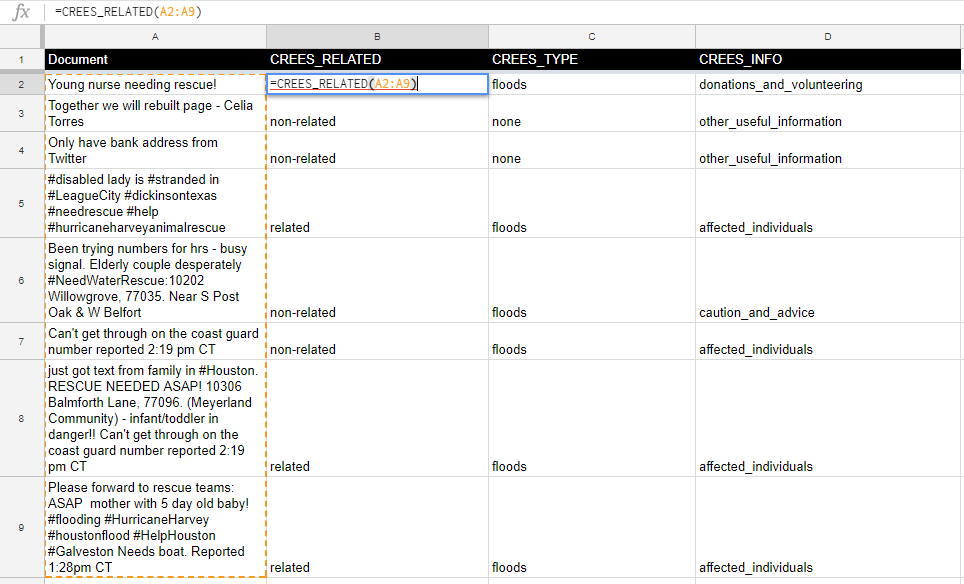 fx =CREES_RELATED(A2:A9)
A B C D
1 Document CREES_RELATED CREES_TYPE CREES_INFO
2 Young nurse needing rescue! =CREES_RELATED(A2:A9) floods donations_and_volunteering
Together we will rebuilt page - Celia
3 Torres non-related none other_useful_information
Only have bank address from
4 Twitter non-related none other_useful_information
#disabled lady is #stranded in
#LeagueCity #dickinsontexas
5 #needrescue #help
#hurricaneharveyanimalrescue related floods affected_individuals
Been trying numbers for hrs - busy
signal. Elderly couple desperately
6 #NeedWaterRescue:10202
Willowgrove, 77035. Near S Post
Oak & W Belfort non-related floods caution_and_advice
Can't get through on the coast guard
7 number reported 2:19 pm CT non-related floods affected_individuals
just got text from family in #Houston.
RESCUE NEEDED ASAP! 10306
Balmforth Lane, 77096. (Meyerland
8 Community) - infant/toddler in
danger!! Can't get through on the
coast guard number reported 2:19
pm CT related floods affected_individuals
Please forward to rescue teams:
ASAP mother with 5 day old baby!
#flooding #HurricaneHarvey
9 #houstonflood #HelpHouston
#Galveston Needs boat. Reported
1:28pm CT related floods affected_individuals